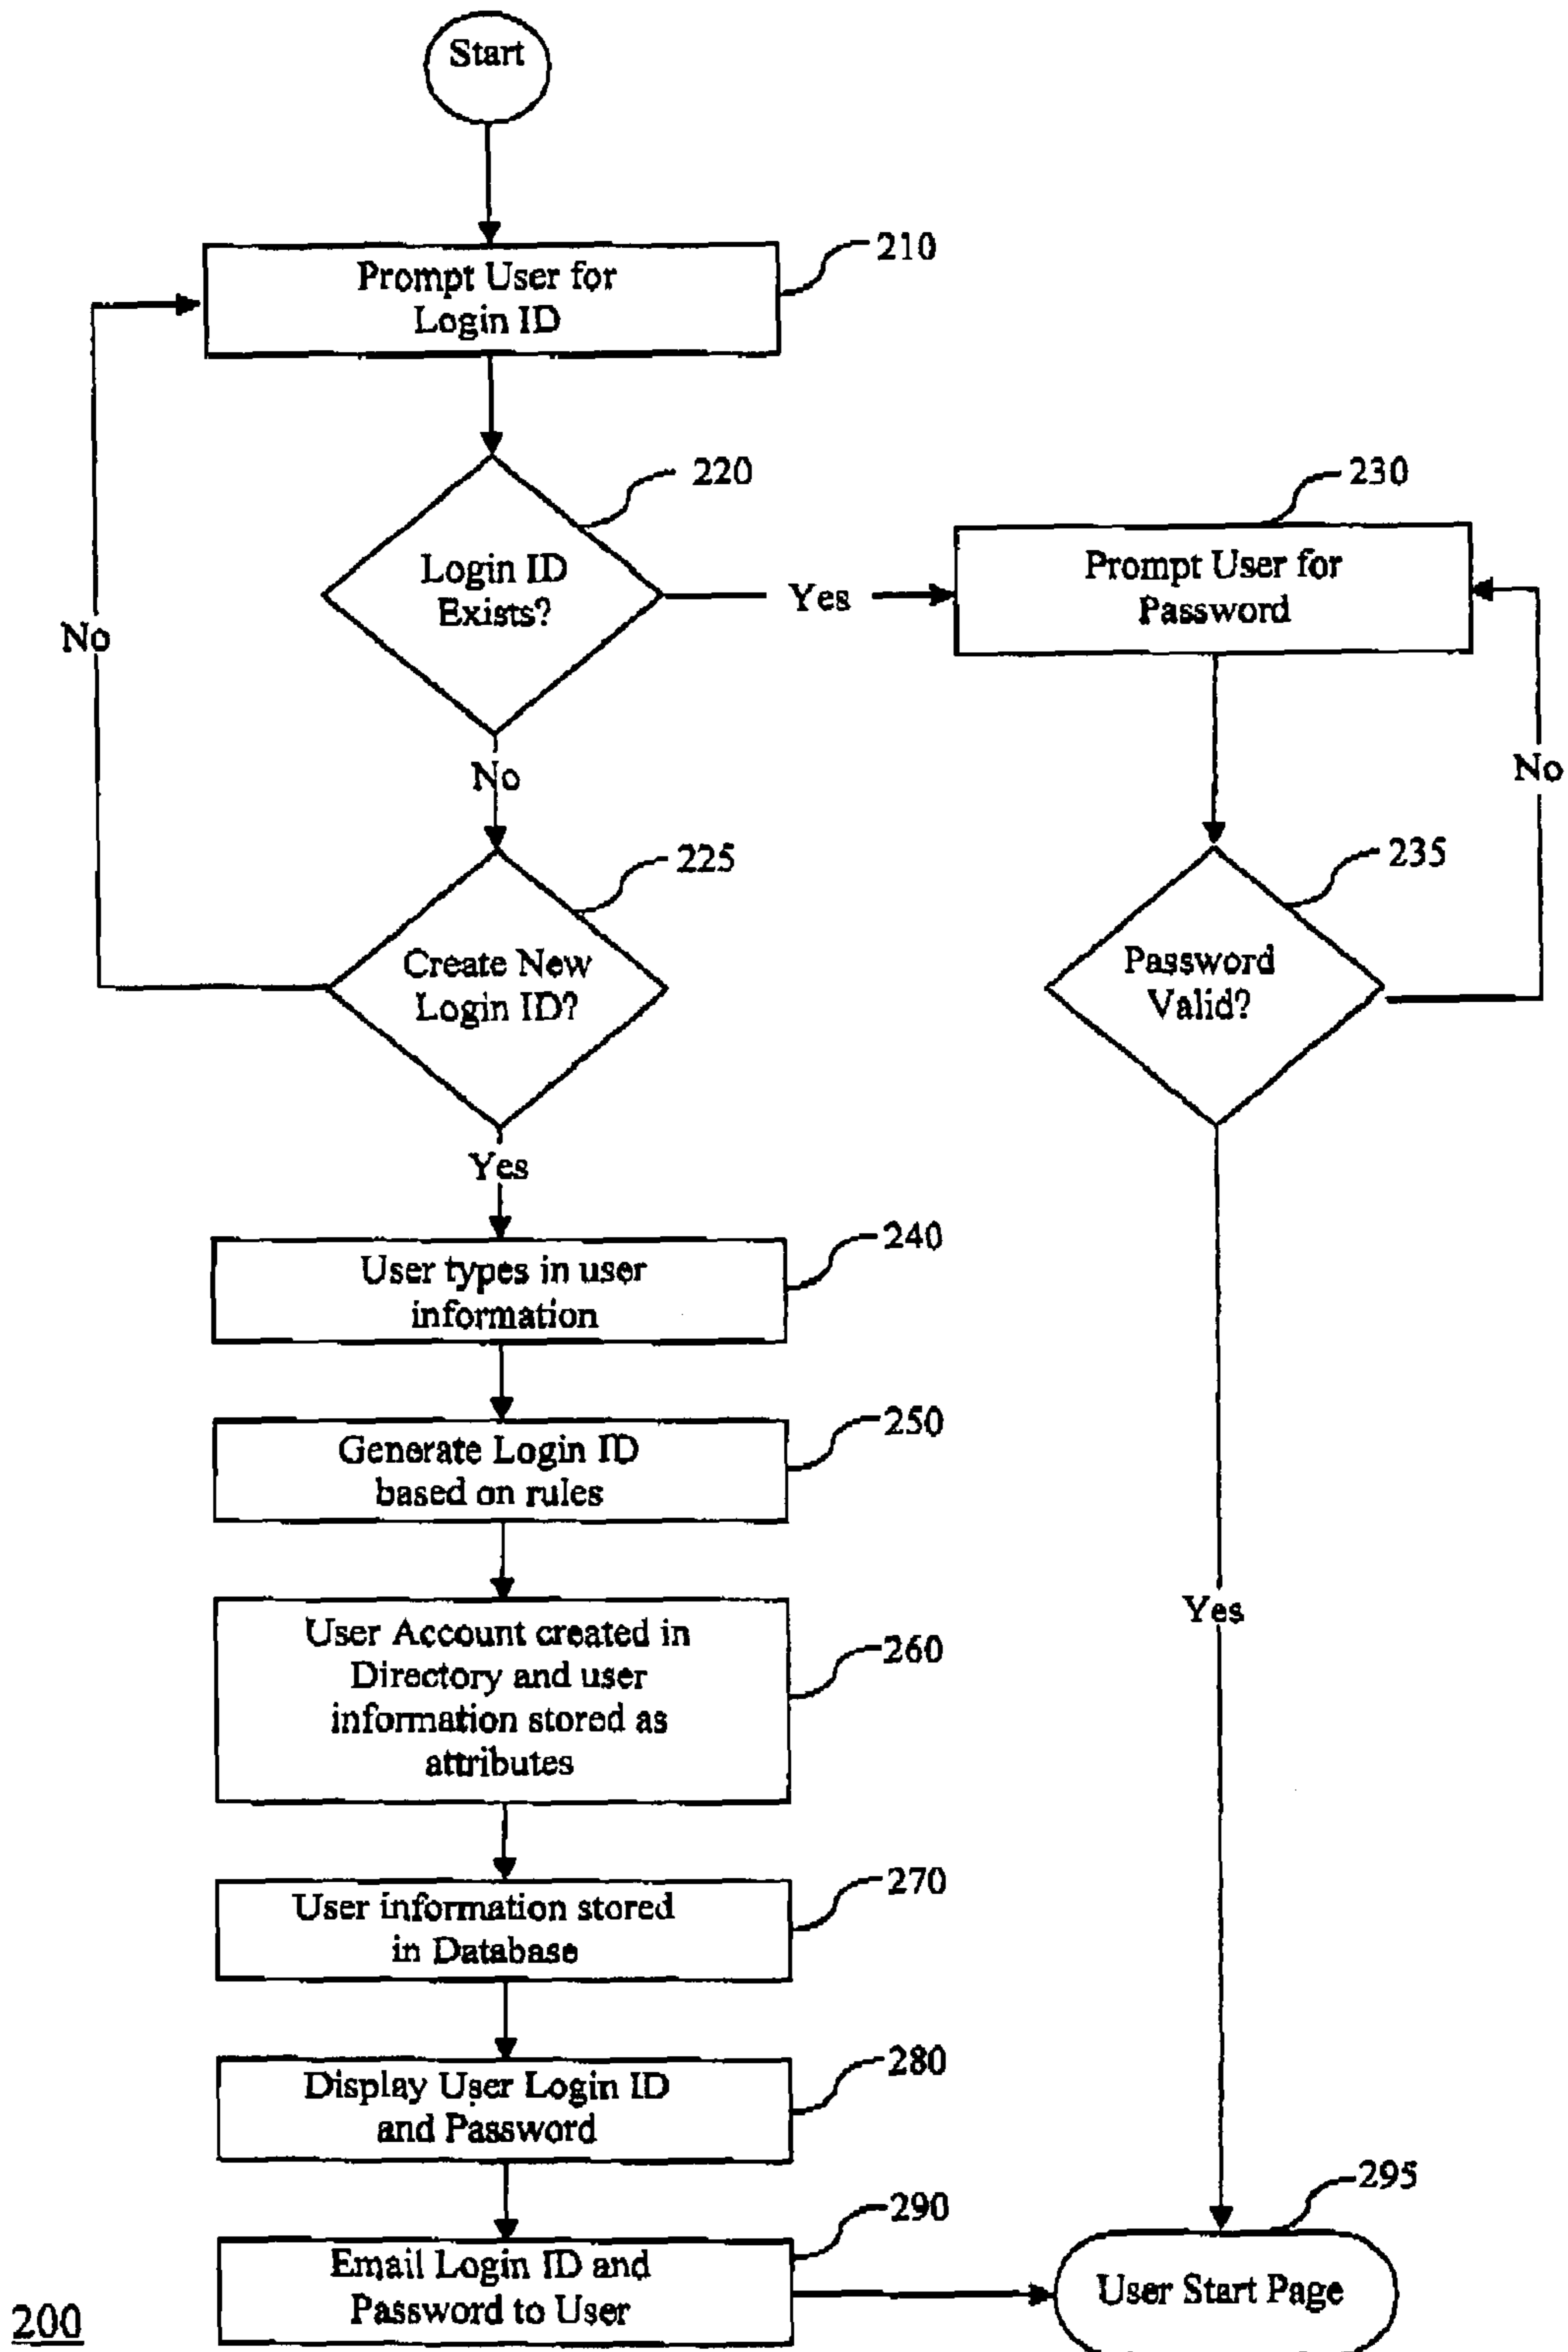 Start
Prompt User for
Login ID
210
220
Login ID
Exists?
Yes
230
Prompt User for
Password
No
No
No
225
Create New
Login ID?
235
Password
Valid?
Yes
240
User types in user
information
250
Generate Login ID
based on rules
260
User Account created in
Directory and user
information stored as
attributes
Yes
270
User information stored
in Database
280
Display User Login ID
and Password
290
Email Login ID and
Password to User
295
User Start Page
200